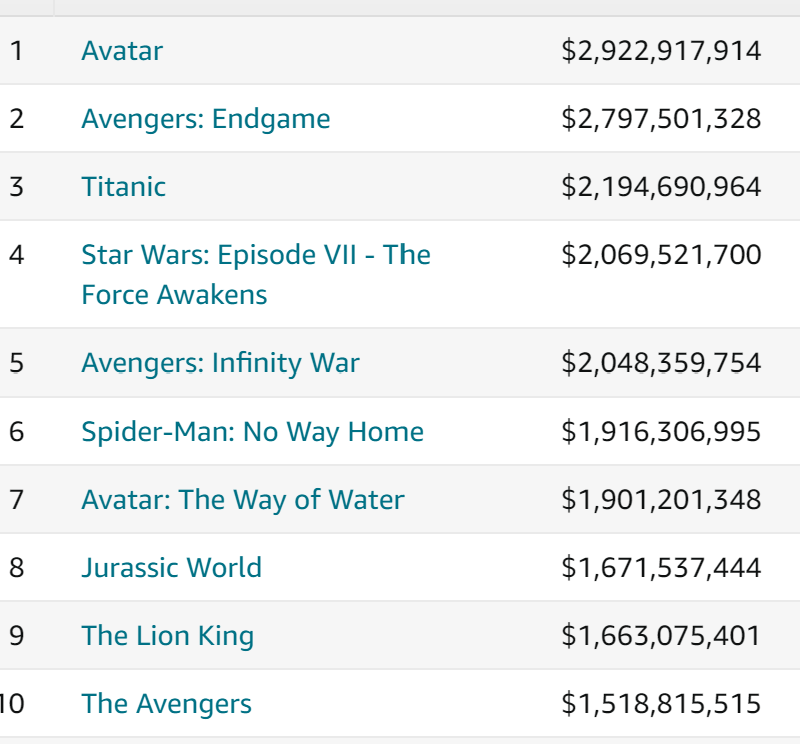 1 Avatar $2,922,917,914
2 Avengers: Endgame $2,797,501,328
3 Titanic $2,194,690,964
4 Star Wars: Episode VII - The $2,069,521,700
Force Awakens
5 Avengers: Infinity War $2,048,359,754
6 Spider-Man: No Way Home $1,916,306,995
7 Avatar: The Way of Water $1,901,201,348
8 Jurassic World $1,671,537,444
9 The Lion King $1,663,075,401
10 The Avengers $1,518,815,515